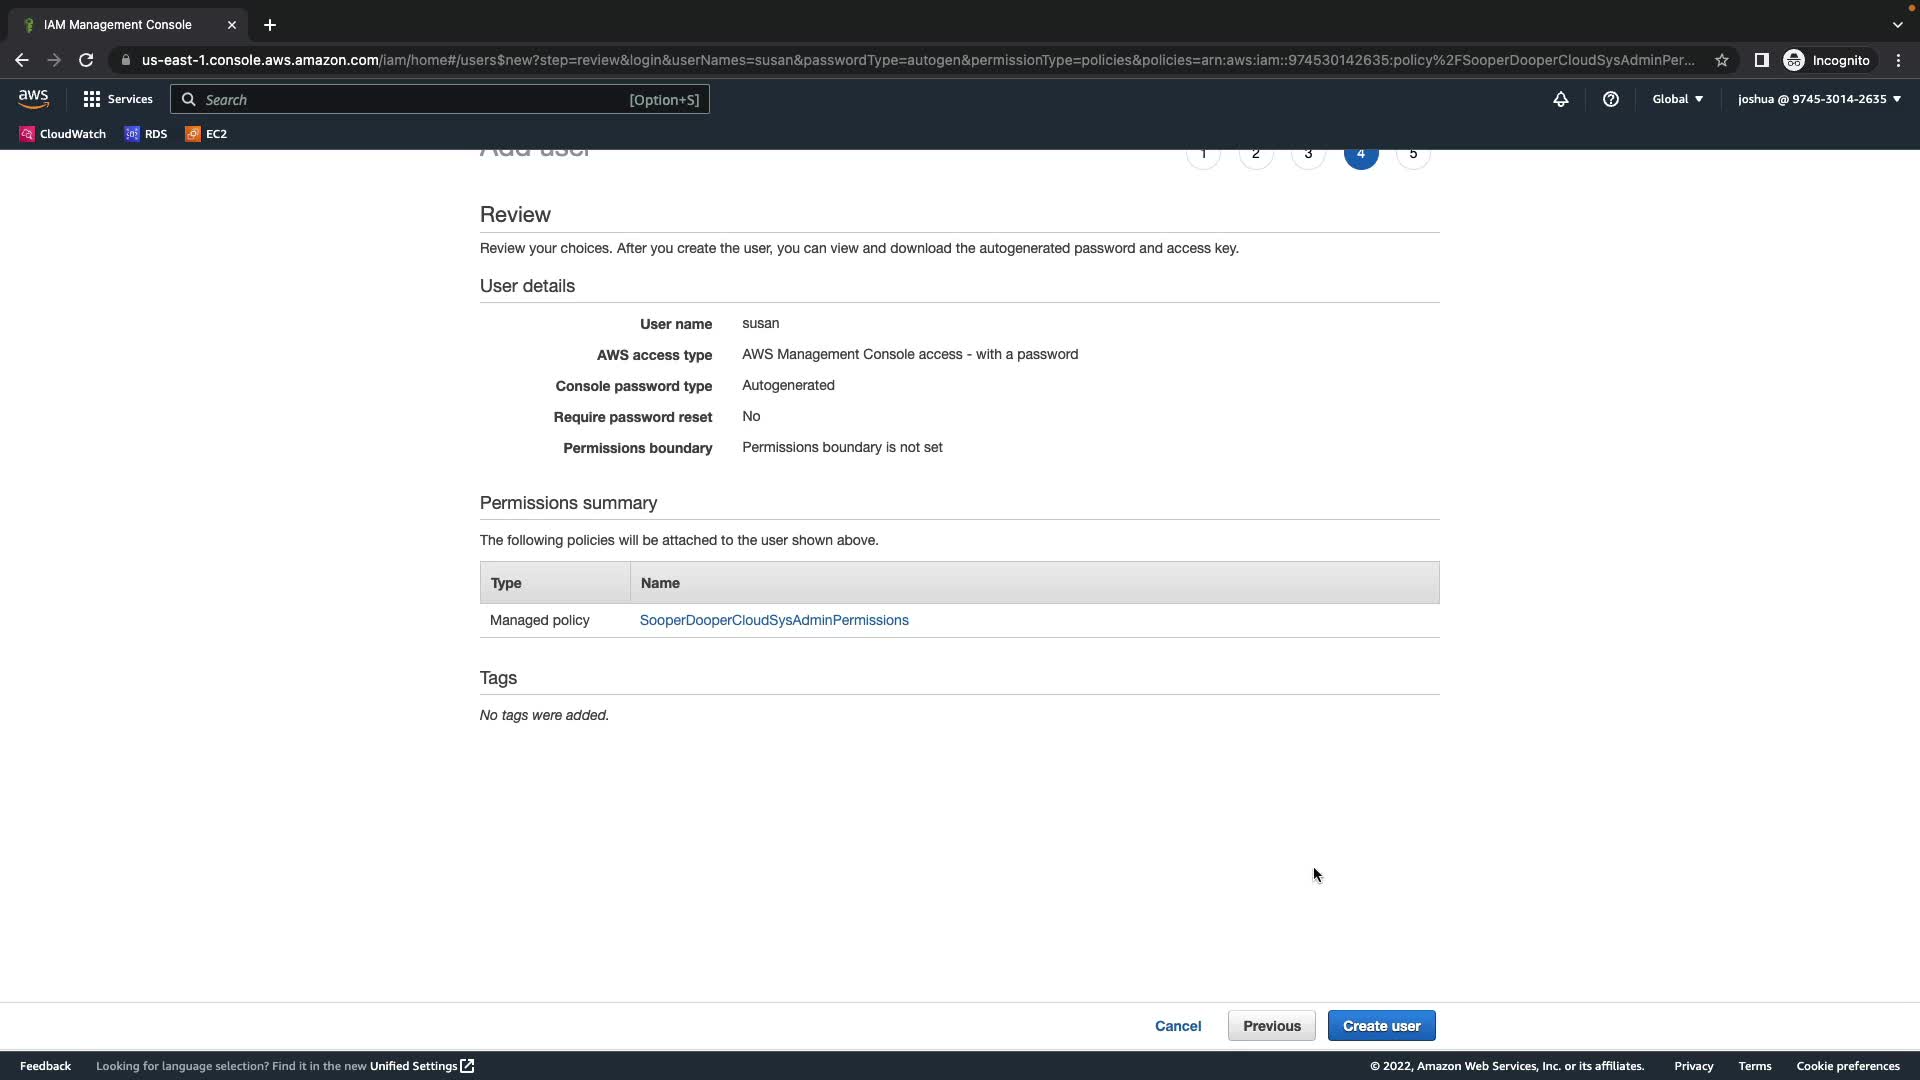 IAM Management Console
us-east-1.console.aws.amazon.com/iam/home#/users$new?step=review&login&userNames=susan&passwordType=autogen&permissionType=policies&policies=arn:aws:iam::974530142635:policy%2FSooperDooperCloudSysAdminPer...
Incognito
aws
Services
Search
[Option+S]
Global
joshua @ 9745-3014-2635
CloudWatch
RDS
EC2
Add user
1
2
3
4
5
Review
Review your choices. After you create the user, you can view and download the autogenerated password and access key.
User details
User name susan
AWS access type AWS Management Console access - with a password
Console password type Autogenerated
Require password reset No
Permissions boundary Permissions boundary is not set
Permissions summary
The following policies will be attached to the user shown above.
Type Name
Managed policy SooperDooperCloudSysAdminPermissions
Tags
No tags were added.
Cancel
Previous
Create user
Feedback
Looking for language selection? Find it in the new Unified Settings
© 2022, Amazon Web Services, Inc. or its affiliates.
Privacy
Terms
Cookie preferences